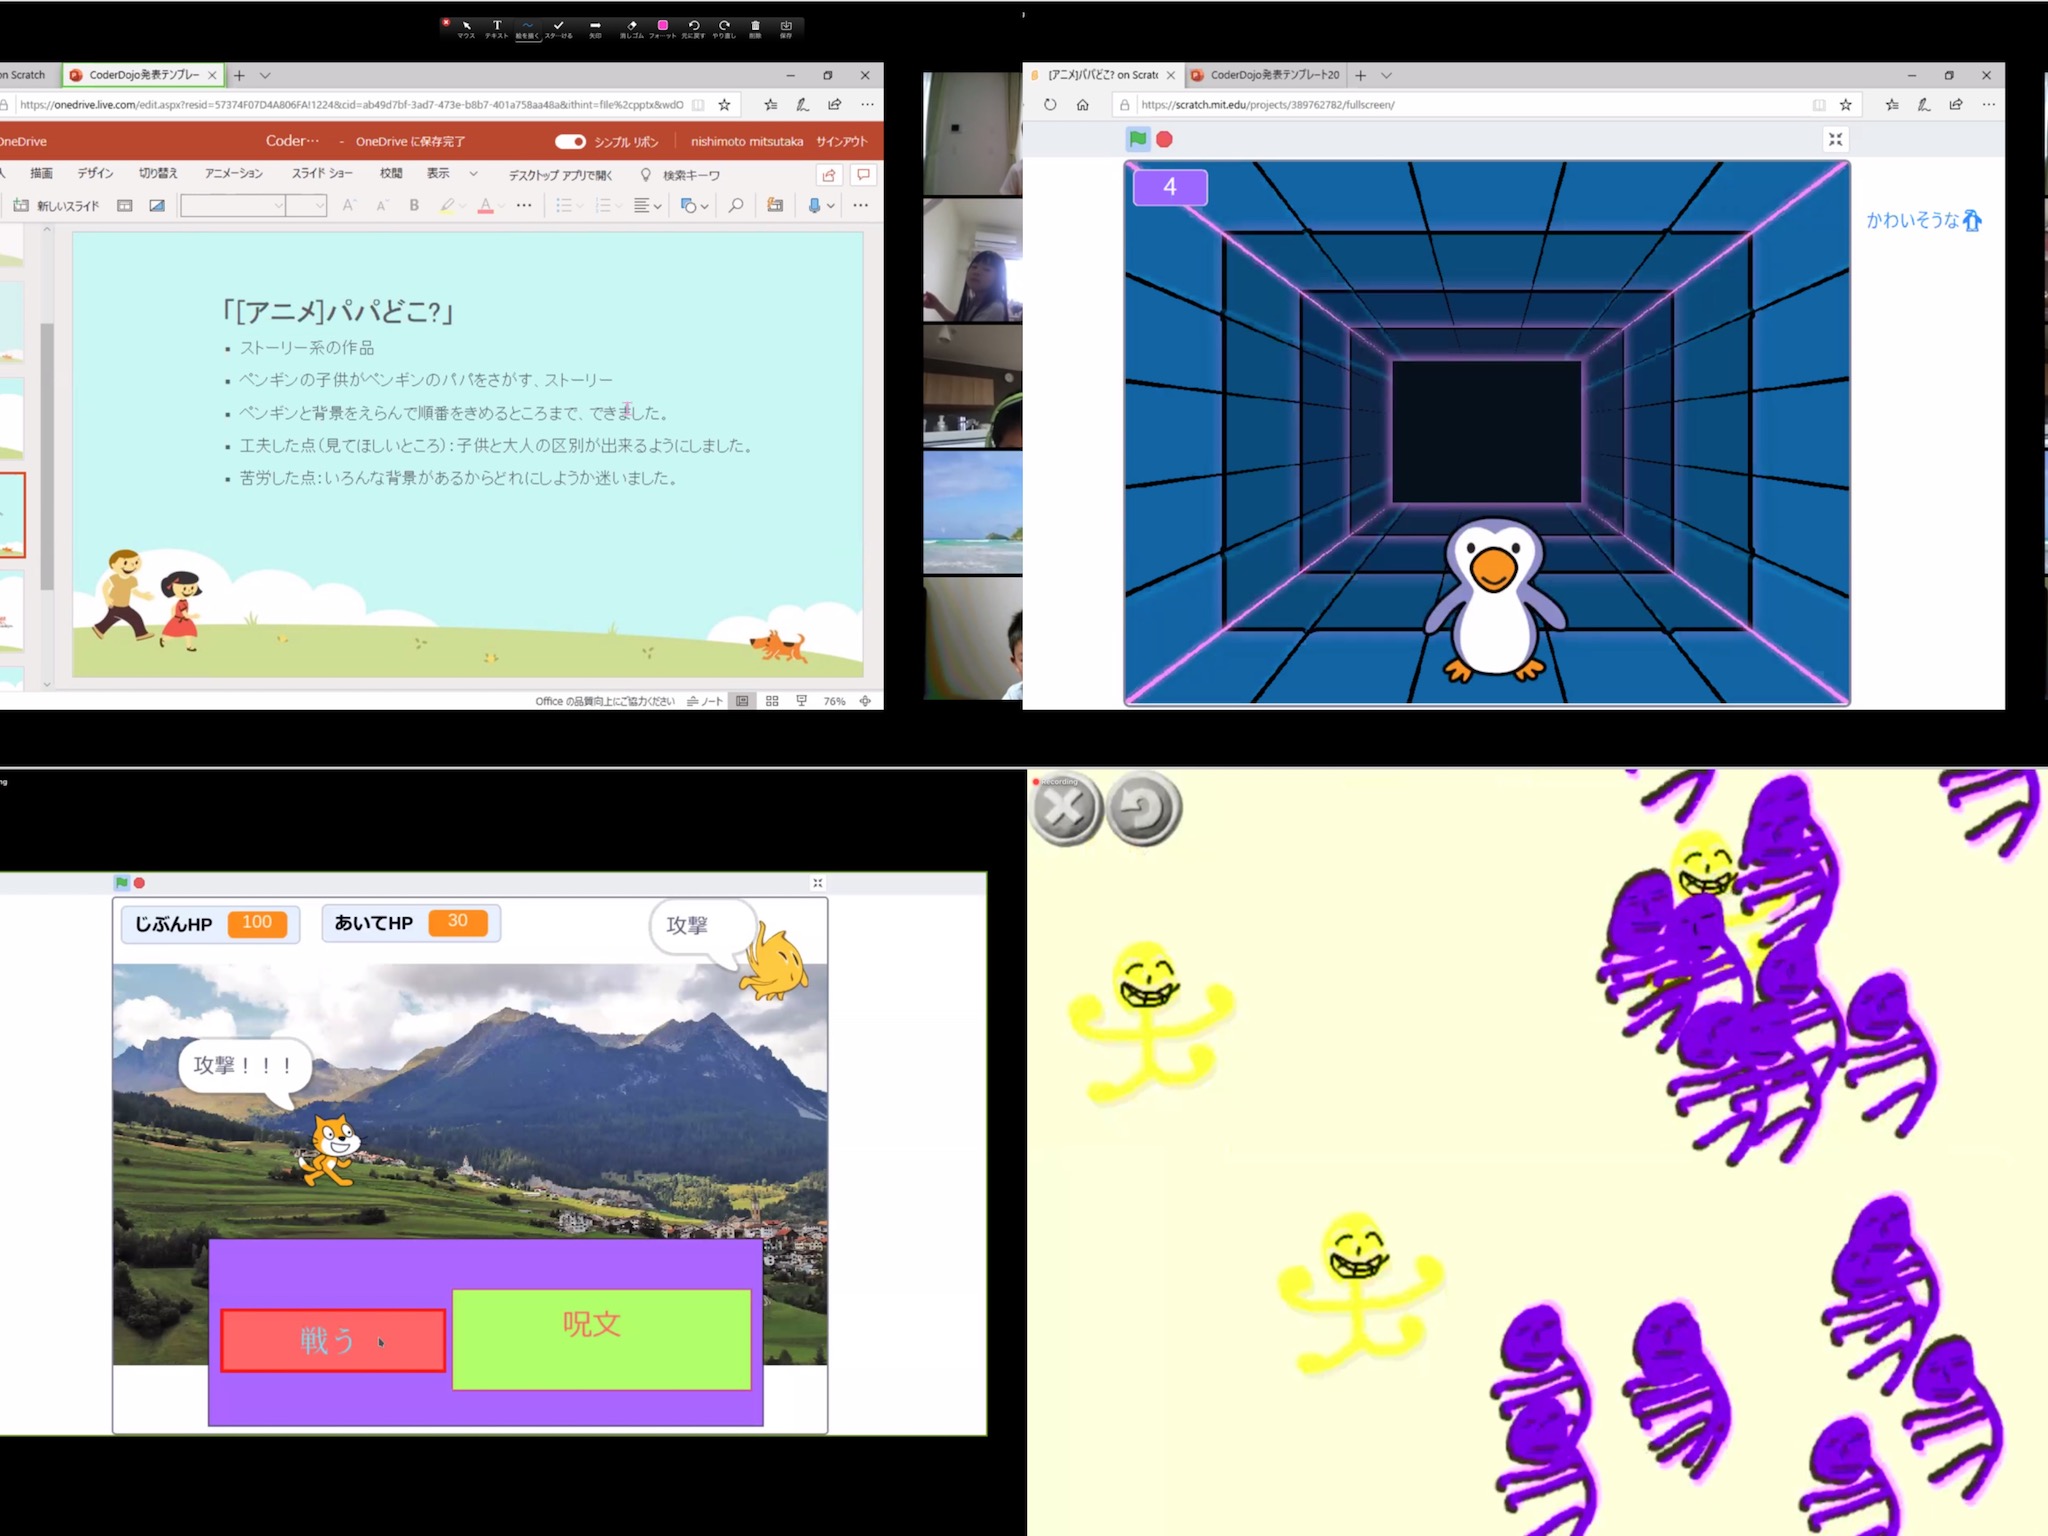 マウス テキスト 絵を描く スタ…ける 矢印 消しゴム フォーマット 元に戻す やり直し 削除 保存
on Scratch CoderDojo発表テンプレー
https://onedrive.live.com/edit.aspx?resid=57374F07D4A806FA!1224&cid=ab49d7bf-3ad7-473e-b8b7-401a758aa48a&ithint=file%2cpptx&wdO
OneDrive Coder… - OneDrive に保存完了 シンプル リボン nishimoto mitsutaka サインアウト
描画 デザイン 切り替え アニメーション スライド ショー 校閲 表示 デスクトップ アプリで開く 検索キーワ
新しいスライド B A
「[アニメ]パパどこ?」
▪ ストーリー系の作品
▪ ペンギンの子供がペンギンのパパをさがす、ストーリー
▪ ペンギンと背景をえらんで順番をきめるところまで、できました。
▪ 工夫した点(見てほしいところ):子供と大人の区別が出来るようにしました。
▪ 苦労した点:いろんな背景があるからどれにしようか迷いました。
Office の品質向上にご協力ください ノート 76%
[アニメ]パパどこ? on Scratc CoderDojo発表テンプレート20
https://scratch.mit.edu/projects/389762782/fullscreen/
4
かわいそうな🐧
ng
じぶんHP 100 あいてHP 30 攻撃
攻撃！！！
戦う 呪文
Recording